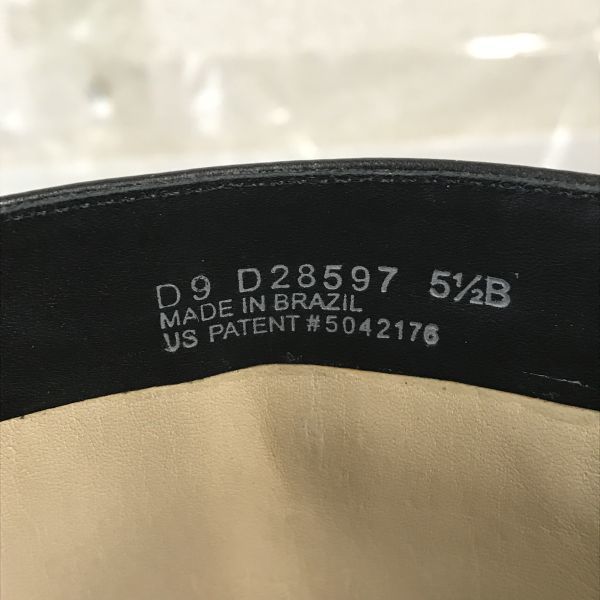 D9 D28597 5½B
MADE IN BRAZIL
US PATENT #5042176